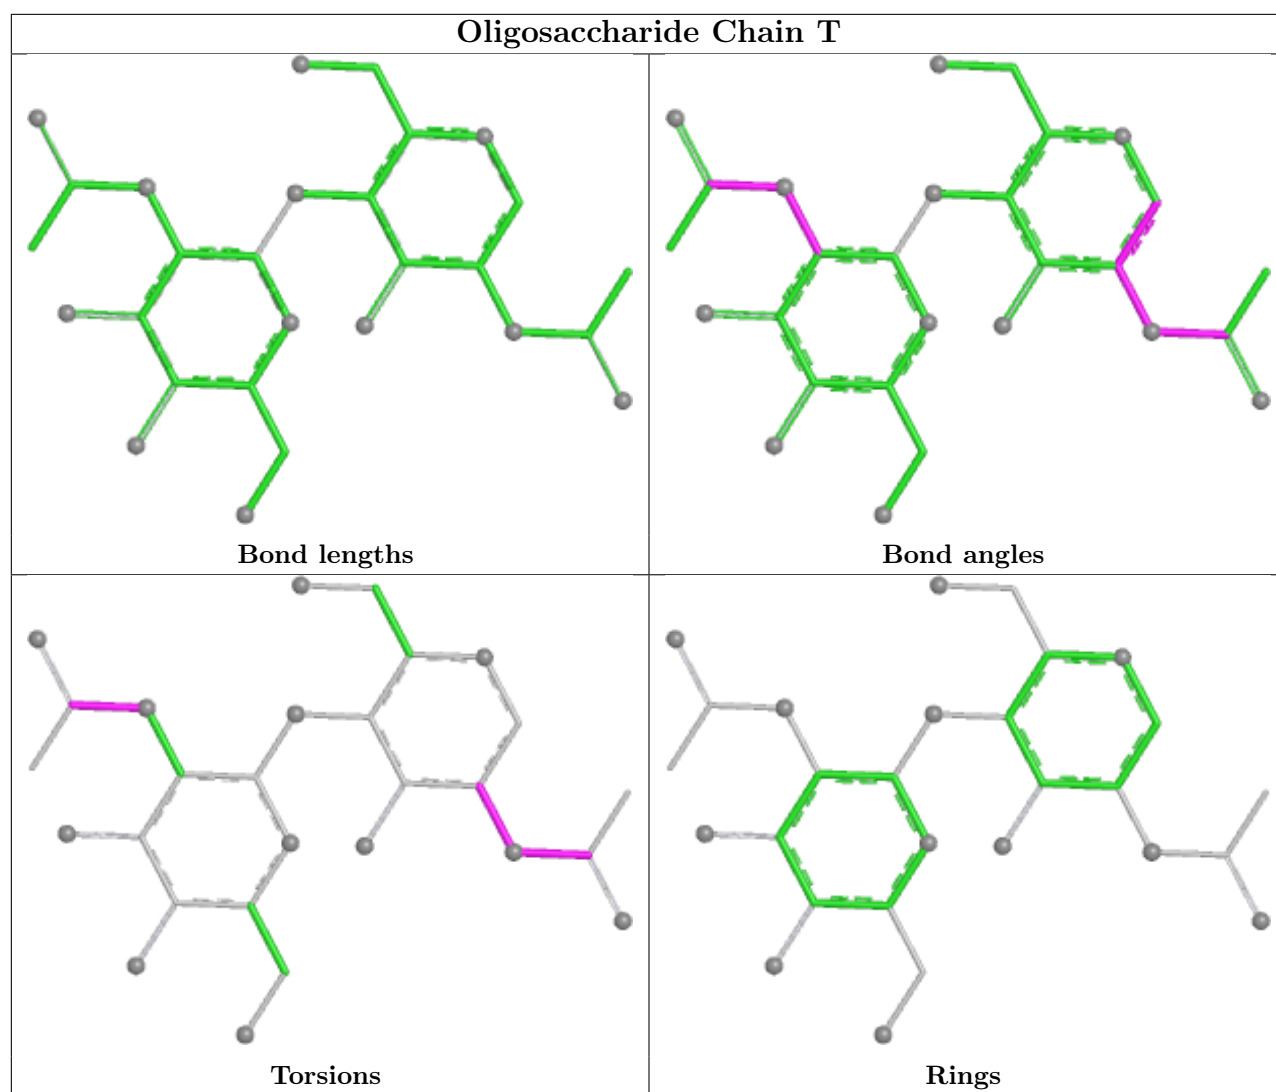 Oligosaccharide Chain T
Bond lengths
Bond angles
Torsions
Rings